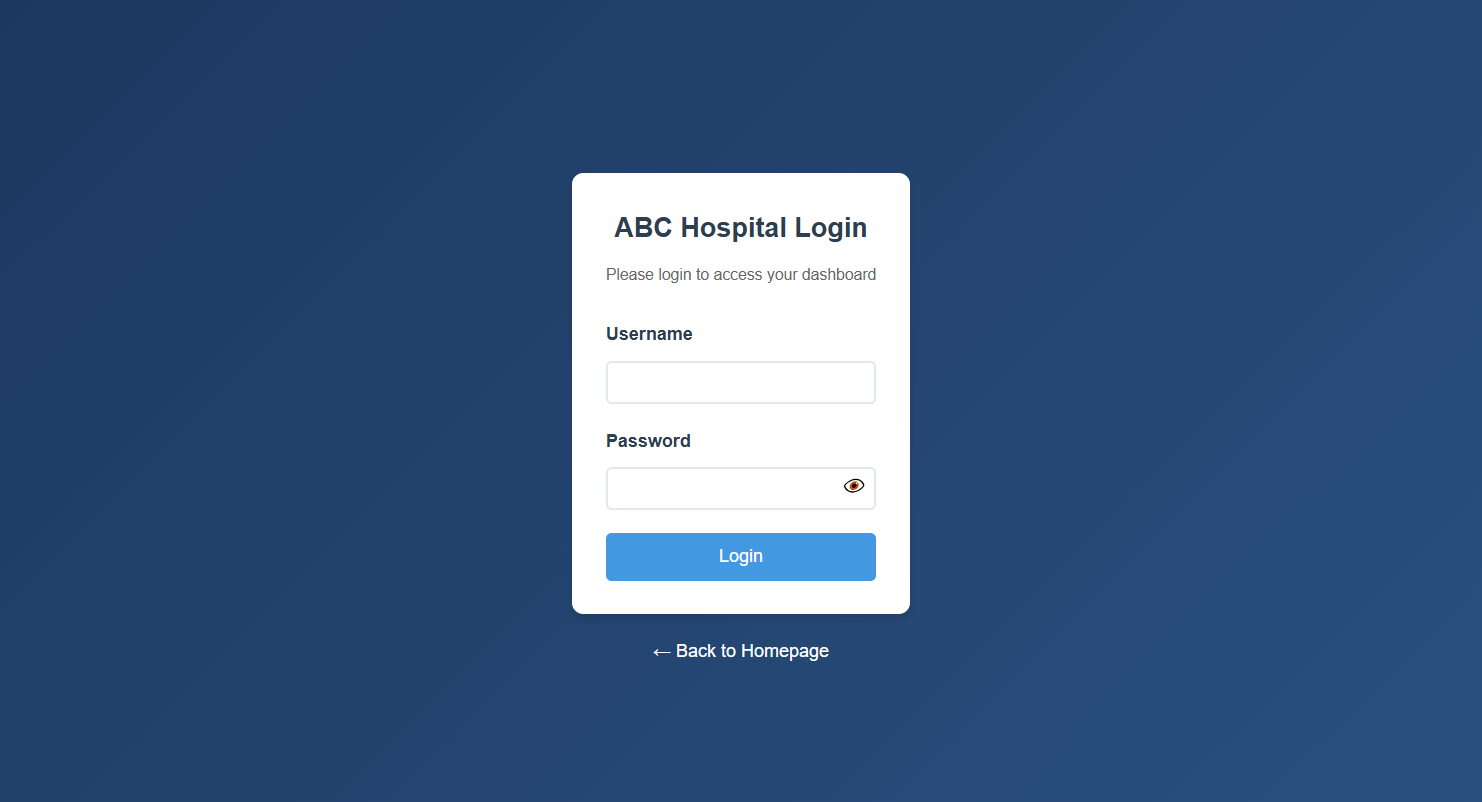 ABC Hospital Login
Please login to access your dashboard
Username
Password
Login
← Back to Homepage